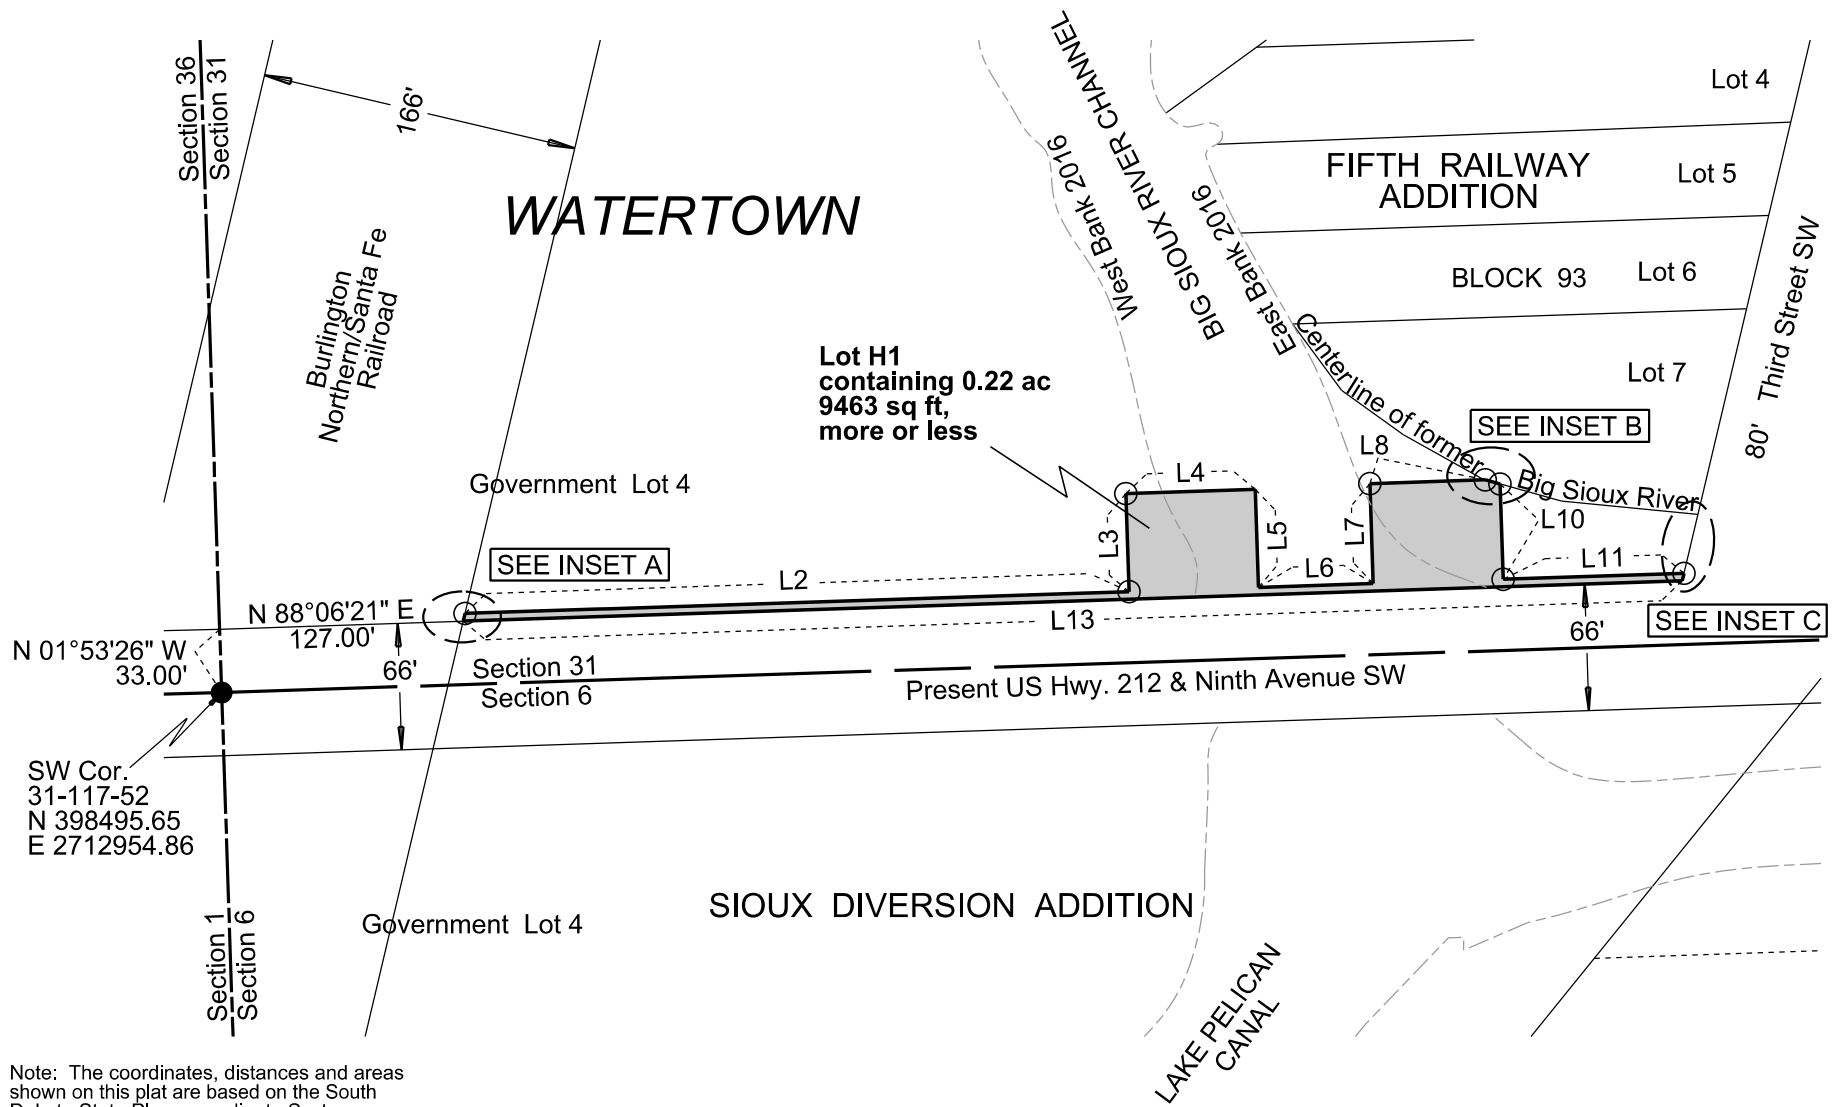 Section 36
Section 31
166'
WATERTOWN
Burlington
Northern/Santa Fe
Railroad
West Bank 2016
BIG SIOUX RIVER CHANNEL
East Bank 2016
Lot 4
FIFTH RAILWAY
ADDITION
Lot 5
BLOCK 93
Lot 6
Lot 7
80' Third Street SW
Centerline of former
Big Sioux River
Lot H1
containing 0.22 ac
9463 sq ft,
more or less
SEE INSET B
Government Lot 4
SEE INSET A
L2
L3
L4
L5
L6
L7
L8
L10
L11
L13
N 88°06'21" E
127.00'
N 01°53'26" W
33.00'
66'
Section 31
Section 6
Present US Hwy. 212 & Ninth Avenue SW
66'
SEE INSET C
SW Cor.
31-117-52
N 398495.65
E 2712954.86
Section 1
Section 6
Government Lot 4
SIOUX DIVERSION ADDITION
LAKE PELICAN
CANAL
Note: The coordinates, distances and areas
shown on this plat are based on the South